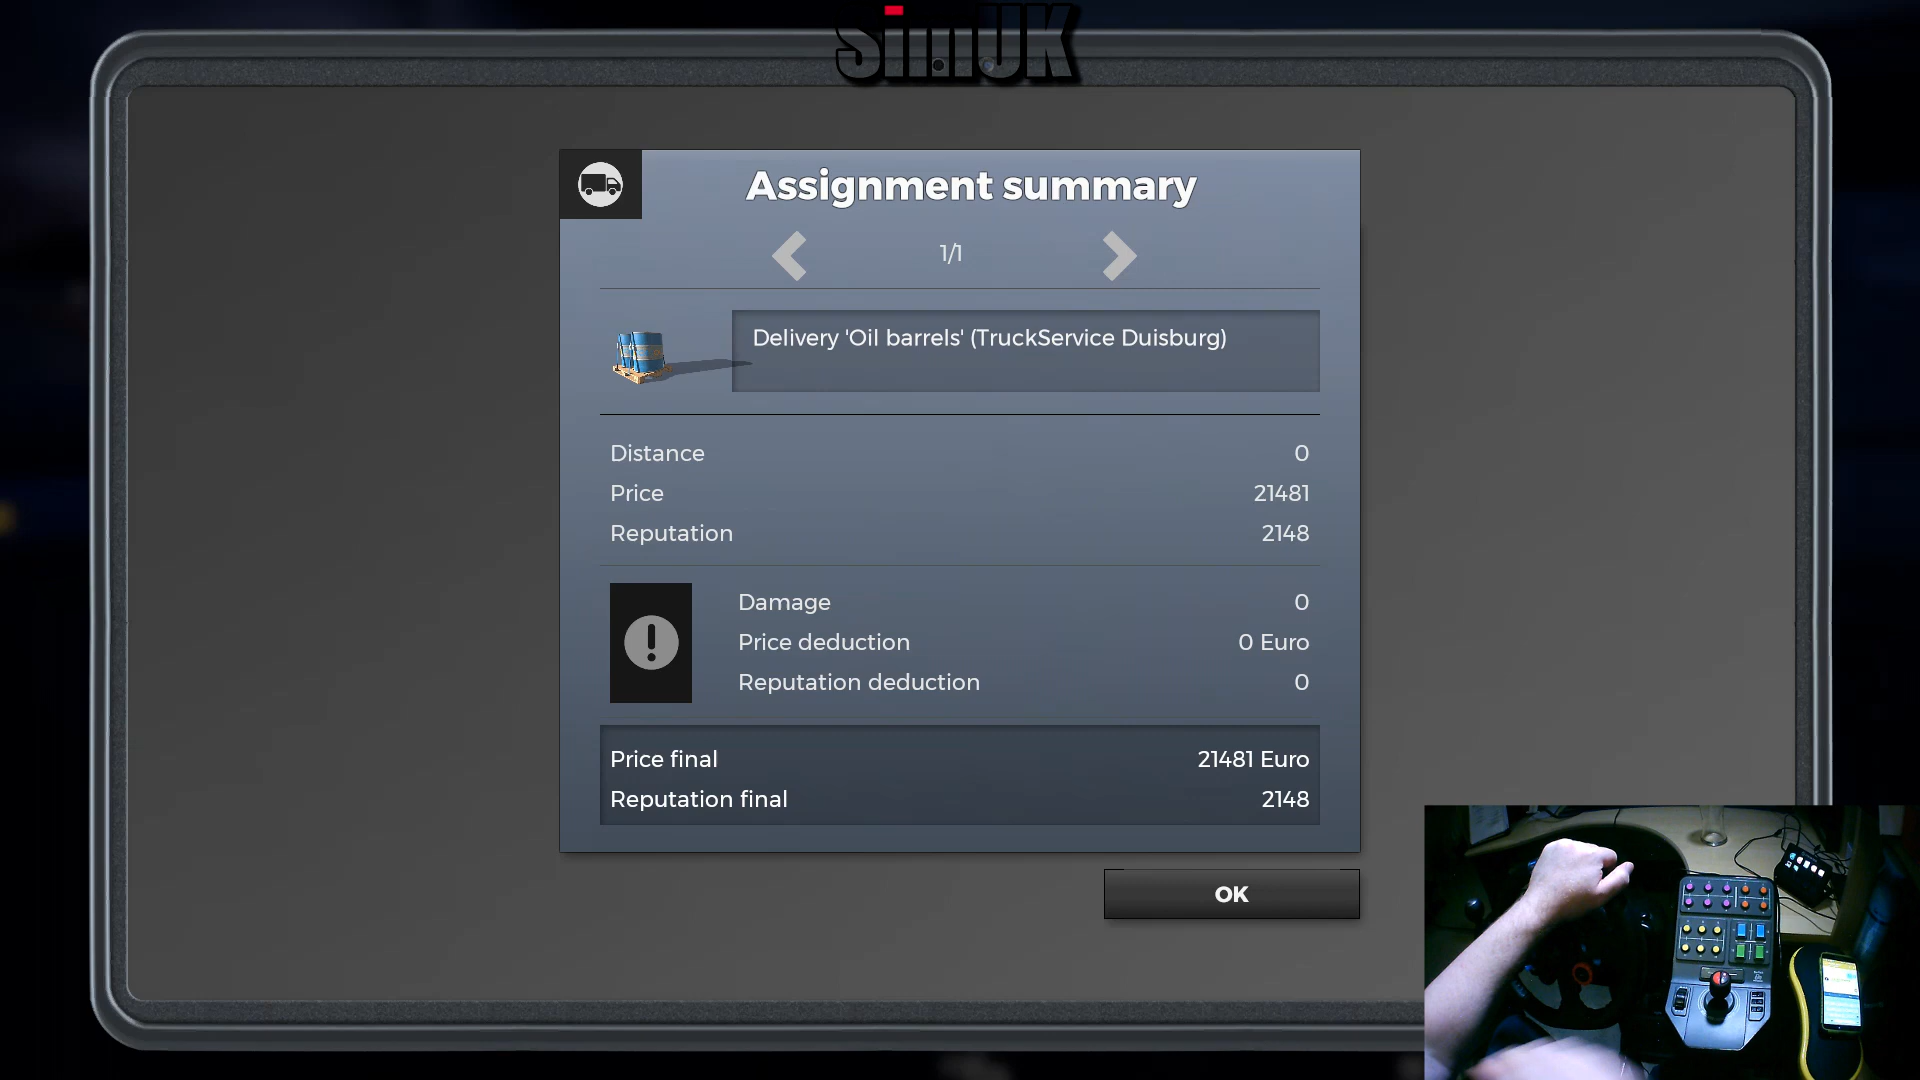 SimUK
Assignment summary
1/1
Delivery 'Oil barrels' (TruckService Duisburg)
Distance 0
Price 21481
Reputation 2148
Damage 0
Price deduction 0 Euro
Reputation deduction 0
Price final 21481 Euro
Reputation final 2148
OK